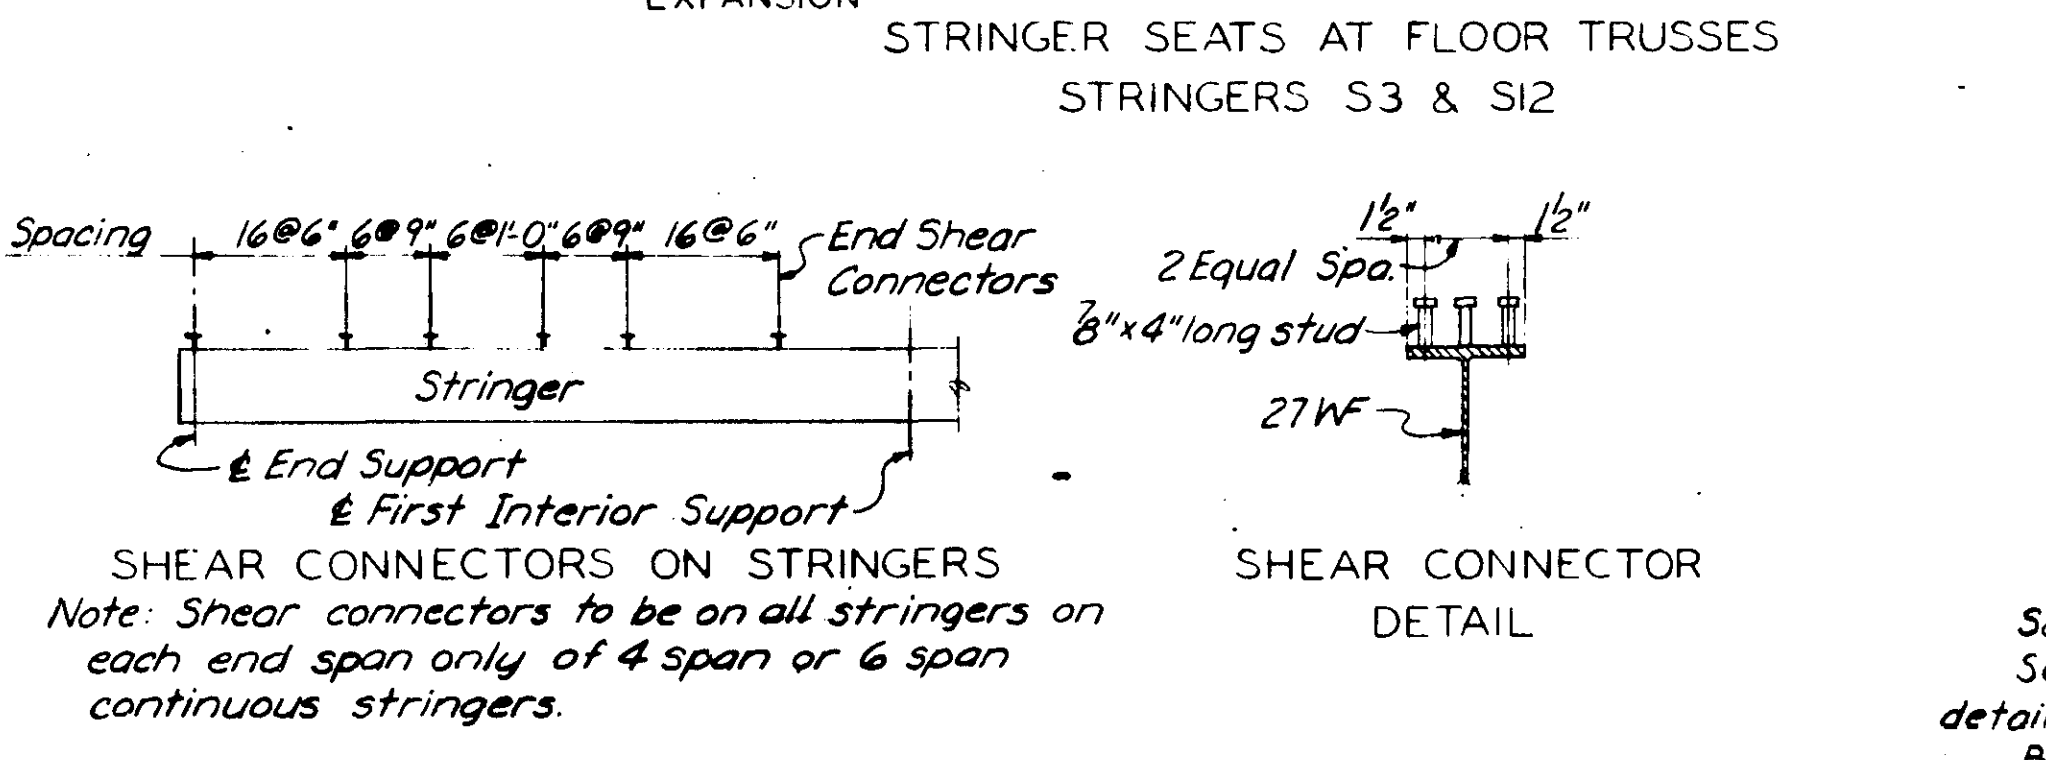 EXPANSION
STRINGER SEATS AT FLOOR TRUSSES
STRINGERS S3 & S12
Spacing 16@6" 6@9" 6@1'-0" 6@9" 16@6" End Shear
Connectors
Stringer
℄ End Support
℄ First Interior Support
SHEAR CONNECTORS ON STRINGERS
Note: Shear connectors to be on all stringers on
each end span only of 4 span or 6 span
continuous stringers.
1½" 1½"
2 Equal Spa.
⅞"x4" long stud
27 WF
SHEAR CONNECTOR
DETAIL